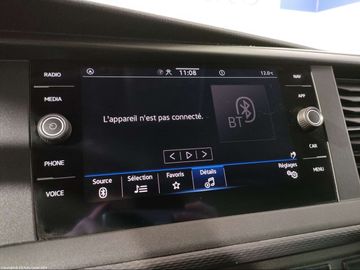 RADIO
11:08
12.0°C
NAV
MEDIA
APP
L'appareil n'est pas connecté.
BT
PHONE
CAR
VOICE
Source
Sélection
Favoris
Détails
Réglages
MENU